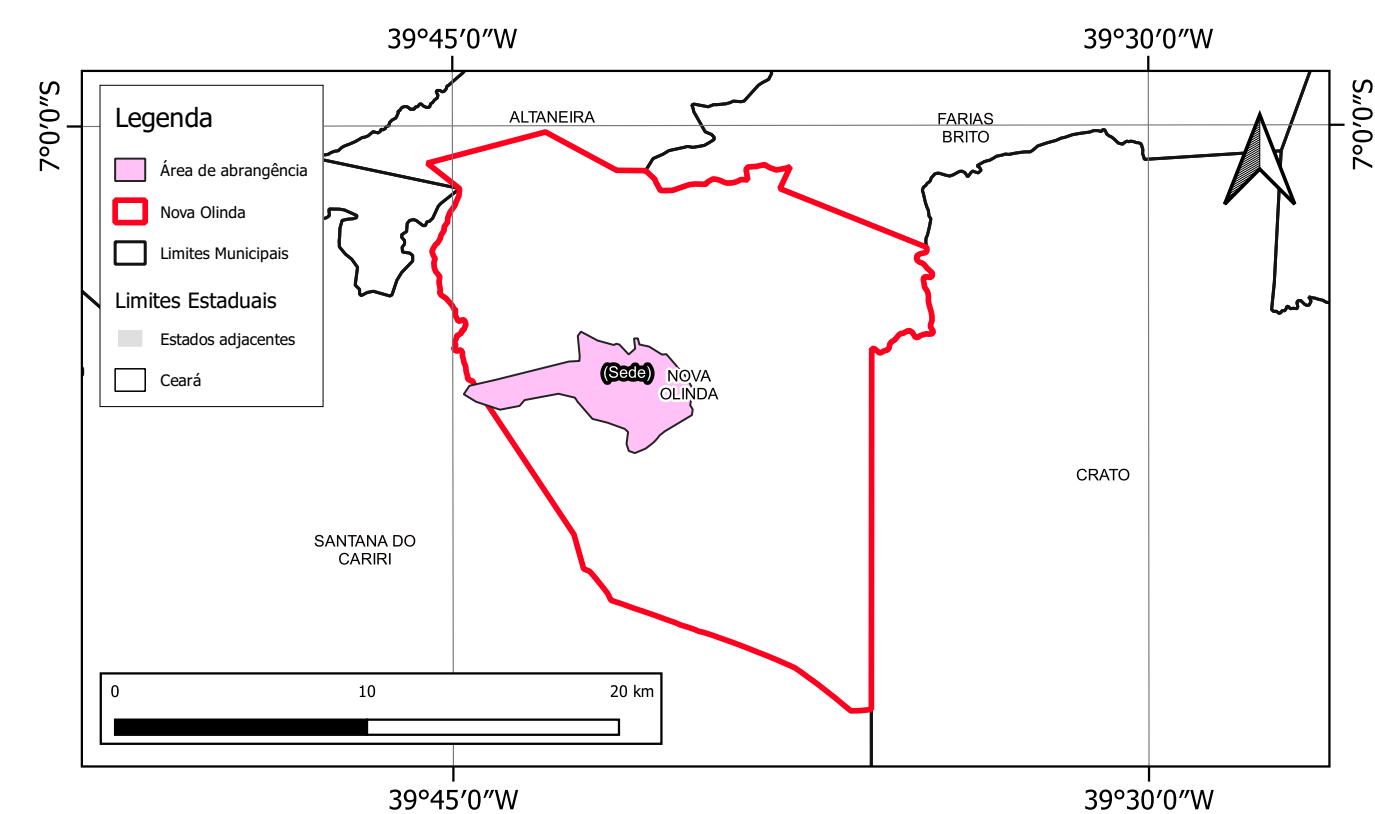 39°45′0″W
39°30′0″W
7°0′0″S
7°0′0″S
Legenda
Área de abrangência
Nova Olinda
Limites Municipais
Limites Estaduais
Estados adjacentes
Ceará
ALTANEIRA
FARIAS
BRITO
(Sede)
NOVA
OLINDA
CRATO
SANTANA DO
CARIRI
0
10
20 km
39°45′0″W
39°30′0″W